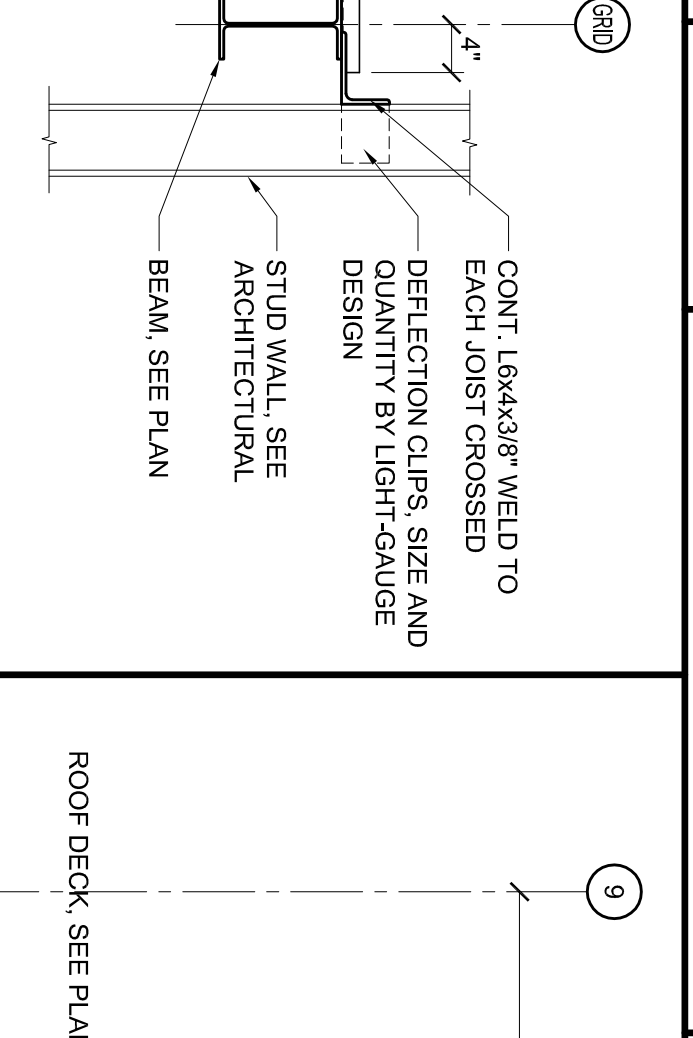 GRID
4"
CONT. L6x4x3/8" WELD TO
EACH JOIST CROSSED
DEFLECTION CLIPS, SIZE AND
QUANTITY BY LIGHT-GAUGE
DESIGN
STUD WALL, SEE
ARCHITECTURAL
BEAM, SEE PLAN
9
ROOF DECK, SEE PLAN